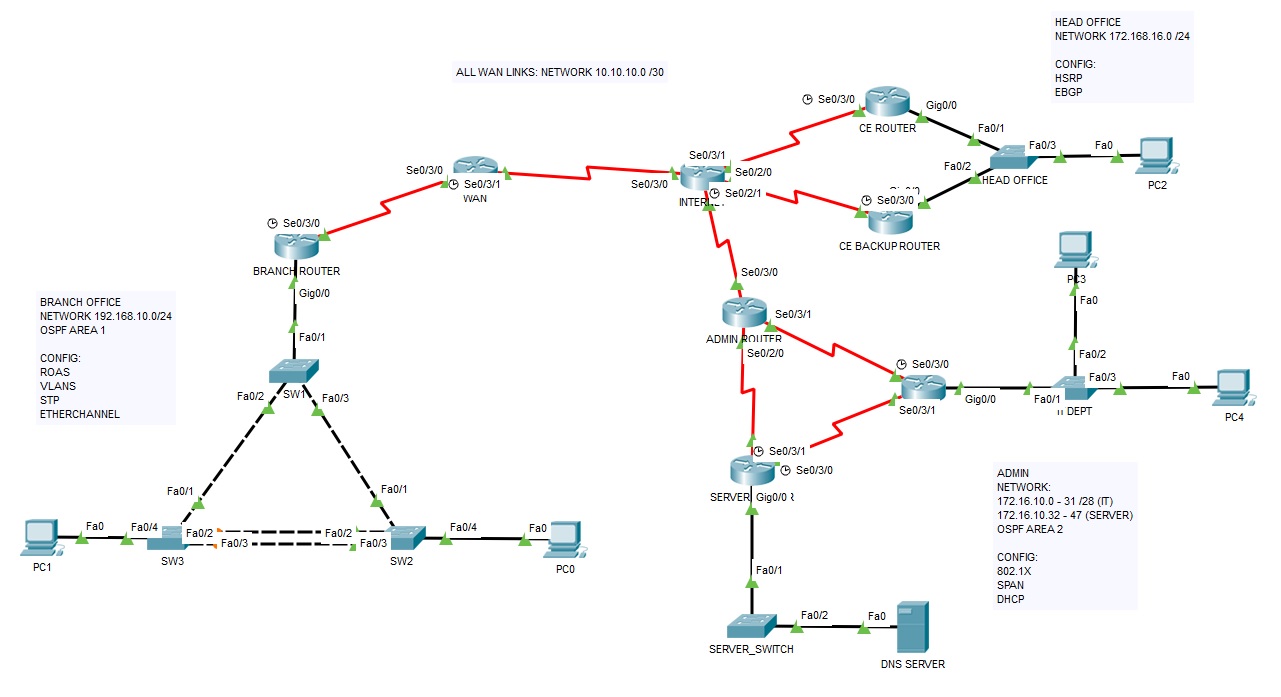 HEAD OFFICE
NETWORK 172.168.16.0 /24
CONFIG:
HSRP
EBGP
ALL WAN LINKS: NETWORK 10.10.10.0 /30
Se0/3/0
Gig0/0
CE ROUTER
Fa0/1
Fa0/3
Fa0
Fa0/2
HEAD OFFICE
PC2
Se0/3/1
Se0/2/0
Se0/3/0
Se0/2/1
Se0/3/0
CE BACKUP ROUTER
Se0/3/0
Se0/3/1
WAN
Se0/3/0
BRANCH ROUTER
Gig0/0
Fa0/1
SW1
Fa0/2
Fa0/3
BRANCH OFFICE
NETWORK 192.168.10.0/24
OSPF AREA 1
CONFIG:
ROAS
VLANS
STP
ETHERCHANNEL
Fa0/1
Fa0/1
Fa0
Fa0/4
Fa0/2
Fa0/3
Fa0/2
Fa0/3
Fa0/4
Fa0
PC1
SW3
SW2
PC0
Se0/3/0
Se0/3/1
ADMIN ROUTER
Se0/2/0
PC3
Fa0
Fa0/2
Se0/3/0
Se0/3/1
Gig0/0
Fa0/1
Fa0/3
Fa0
DEPT
PC4
Se0/3/1
Se0/3/0
SERVER
Gig0/0
Fa0/1
Fa0/2
Fa0
SERVER_SWITCH
DNS SERVER
ADMIN
NETWORK:
172.16.10.0 - 31 /28 (IT)
172.16.10.32 - 47 (SERVER)
OSPF AREA 2
CONFIG:
802.1X
SPAN
DHCP